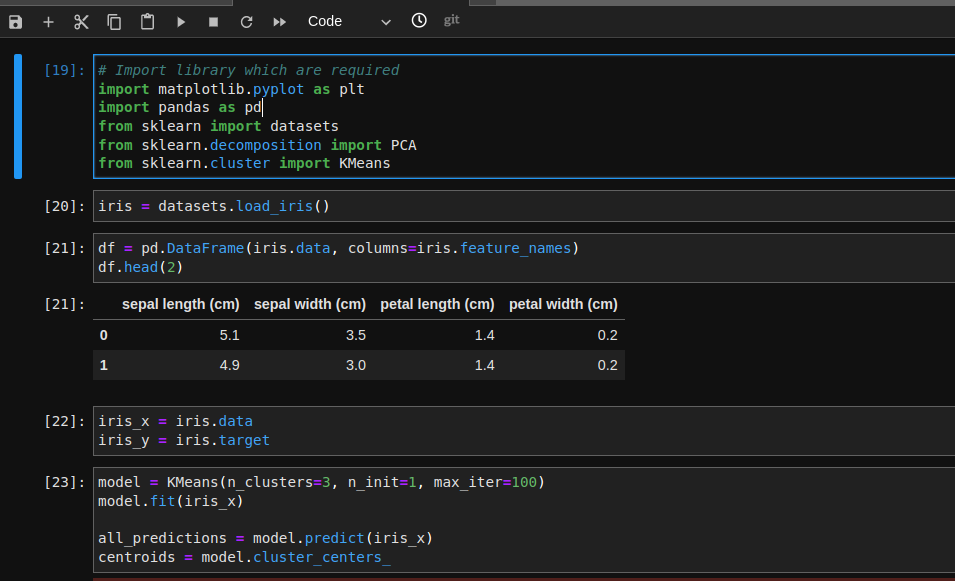 Code git
[19]: # Import library which are required
import matplotlib.pyplot as plt
import pandas as pd
from sklearn import datasets
from sklearn.decomposition import PCA
from sklearn.cluster import KMeans
[20]: iris = datasets.load_iris()
[21]: df = pd.DataFrame(iris.data, columns=iris.feature_names)
df.head(2)
[21]: sepal length (cm) sepal width (cm) petal length (cm) petal width (cm)
0 5.1 3.5 1.4 0.2
1 4.9 3.0 1.4 0.2
[22]: iris_x = iris.data
iris_y = iris.target
[23]: model = KMeans(n_clusters=3, n_init=1, max_iter=100)
model.fit(iris_x)
all_predictions = model.predict(iris_x)
centroids = model.cluster_centers_